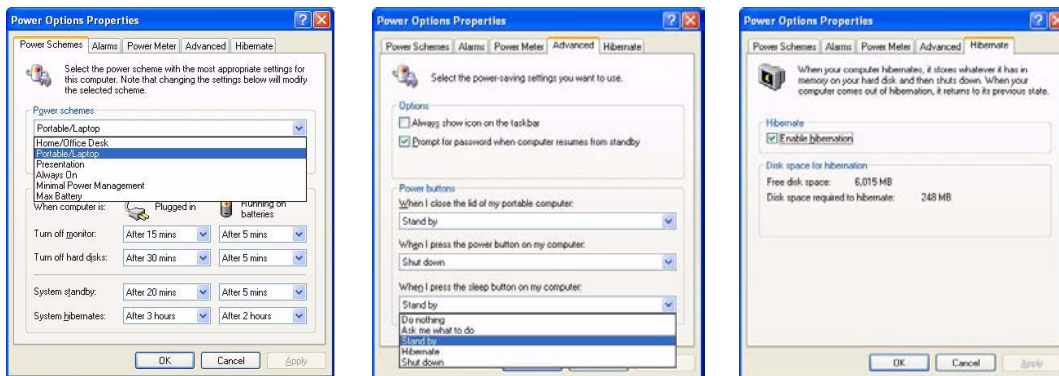 Power Options Properties
Power Schemes Alarms Power Meter Advanced Hibernate
Select the power scheme with the most appropriate settings for
this computer. Note that changing the settings below will modify
the selected scheme.
Power schemes
Portable/Laptop
Home/Office Desk
Portable/Laptop
Presentation
Always On
Minimal Power Management
Max Battery
When computer is: Plugged in Running on
batteries
Turn off monitor: After 15 mins After 5 mins
Turn off hard disks: After 30 mins After 5 mins
System standby: After 20 mins After 5 mins
System hibernates: After 3 hours After 2 hours
OK Cancel Apply
Power Options Properties
Power Schemes Alarms Power Meter Advanced Hibernate
Select the power-saving settings you want to use.
Options
Always show icon on the taskbar
Prompt for password when computer resumes from standby
Power buttons
When I close the lid of my portable computer:
Stand by
When I press the power button on my computer:
Shut down
When I press the sleep button on my computer:
Stand by
Do nothing
Ask me what to do
Stand by
Hibernate
Shut down
Power Options Properties
Power Schemes Alarms Power Meter Advanced Hibernate
When your computer hibernates, it stores whatever it has in
memory on your hard disk and then shuts down. When your
computer comes out of hibernation, it returns to its previous state.
Hibernate
Enable hibernation
Disk space for hibernation
Free disk space: 6,015 MB
Disk space required to hibernate: 248 MB
OK Cancel Apply